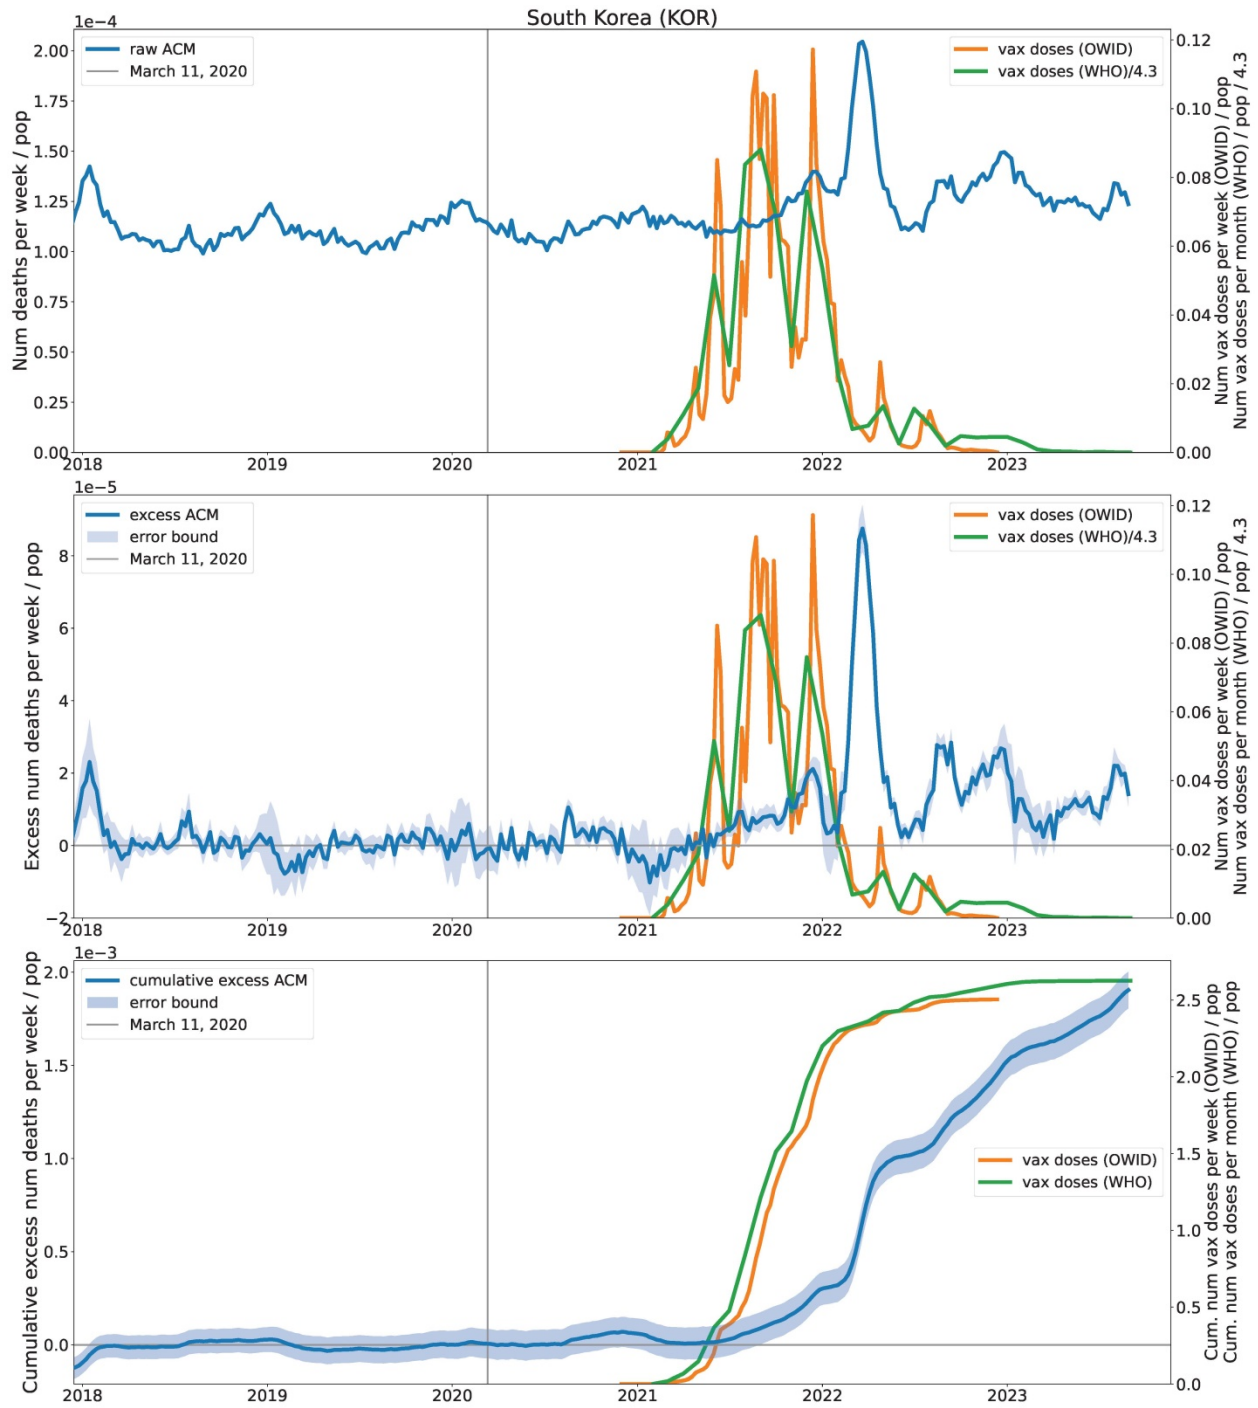 South Korea (KOR)
1e−4
raw ACM
March 11, 2020
vax doses (OWID)
vax doses (WHO)/4.3
2.00
1.75
1.50
1.25
1.00
0.75
0.50
0.25
0.00
Num deaths per week / pop
0.12
0.10
0.08
0.06
0.04
0.02
0.00
Num vax doses per week (OWID) / pop
Num vax doses per month (WHO) / pop / 4.3
2018 2019 2020 2021 2022 2023
1e−5
excess ACM
error bound
March 11, 2020
vax doses (OWID)
vax doses (WHO)/4.3
8
6
4
2
0
−2
Excess num deaths per week / pop
0.12
0.10
0.08
0.06
0.04
0.02
0.00
Num vax doses per week (OWID) / pop
Num vax doses per month (WHO) / pop / 4.3
2018 2019 2020 2021 2022 2023
1e−3
cumulative excess ACM
error bound
March 11, 2020
vax doses (OWID)
vax doses (WHO)
2.0
1.5
1.0
0.5
0.0
Cumulative excess num deaths per week / pop
2.5
2.0
1.5
1.0
0.5
0.0
Cum. num vax doses per week (OWID) / pop
Cum. num vax doses per month (WHO) / pop
2018 2019 2020 2021 2022 2023